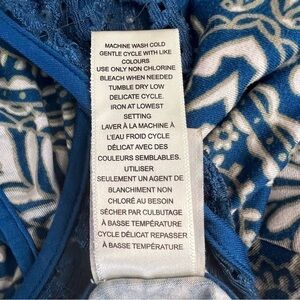 MACHINE WASH COLD
GENTLE CYCLE WITH LIKE
COLOURS
USE ONLY NON CHLORINE
BLEACH WHEN NEEDED
TUMBLE DRY LOW
DELICATE CYCLE.
IRON AT LOWEST
SETTING
LAVER À LA MACHINE À
L'EAU FROID CYCLE
DÉLICAT AVEC DES
COULEURS SEMBLABLES.
UTILISER
SEULEMENT UN AGENT DE
BLANCHIMENT NON
CHLORÉ AU BESOIN
SÉCHER PAR CULBUTAGE
À BASSE TEMPÉRATURE
CYCLE DÉLICAT REPASSER
À BASSE TEMPÉRATURE